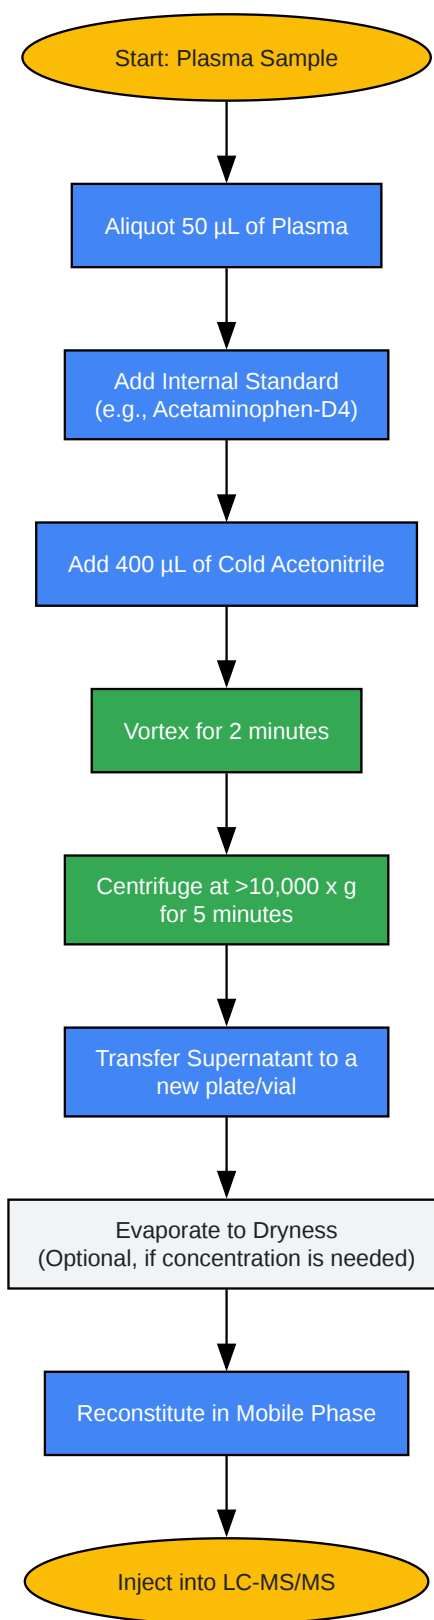 Start: Plasma Sample
Aliquot 50 µL of Plasma
Add Internal Standard
(e.g., Acetaminophen-D4)
Add 400 µL of Cold Acetonitrile
Vortex for 2 minutes
Centrifuge at >10,000 x g
for 5 minutes
Transfer Supernatant to a
new plate/vial
Evaporate to Dryness
(Optional, if concentration is needed)
Reconstitute in Mobile Phase
Inject into LC-MS/MS